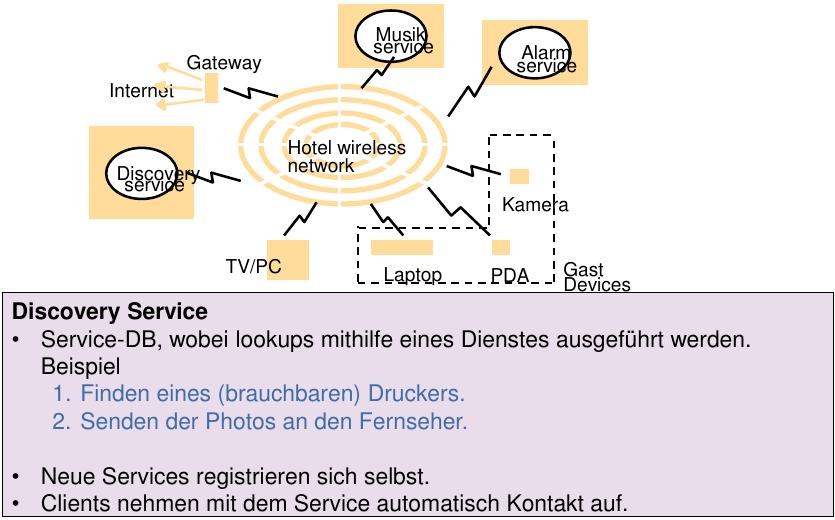 Musik
service
Alarm
service
Gateway
Internet
Hotel wireless
network
Discovery
service
Kamera
TV/PC
Laptop
PDA
Gast
Devices
Discovery Service
• Service-DB, wobei lookups mithilfe eines Dienstes ausgeführt werden.
Beispiel
1. Finden eines (brauchbaren) Druckers.
2. Senden der Photos an den Fernseher.
• Neue Services registrieren sich selbst.
• Clients nehmen mit dem Service automatisch Kontakt auf.